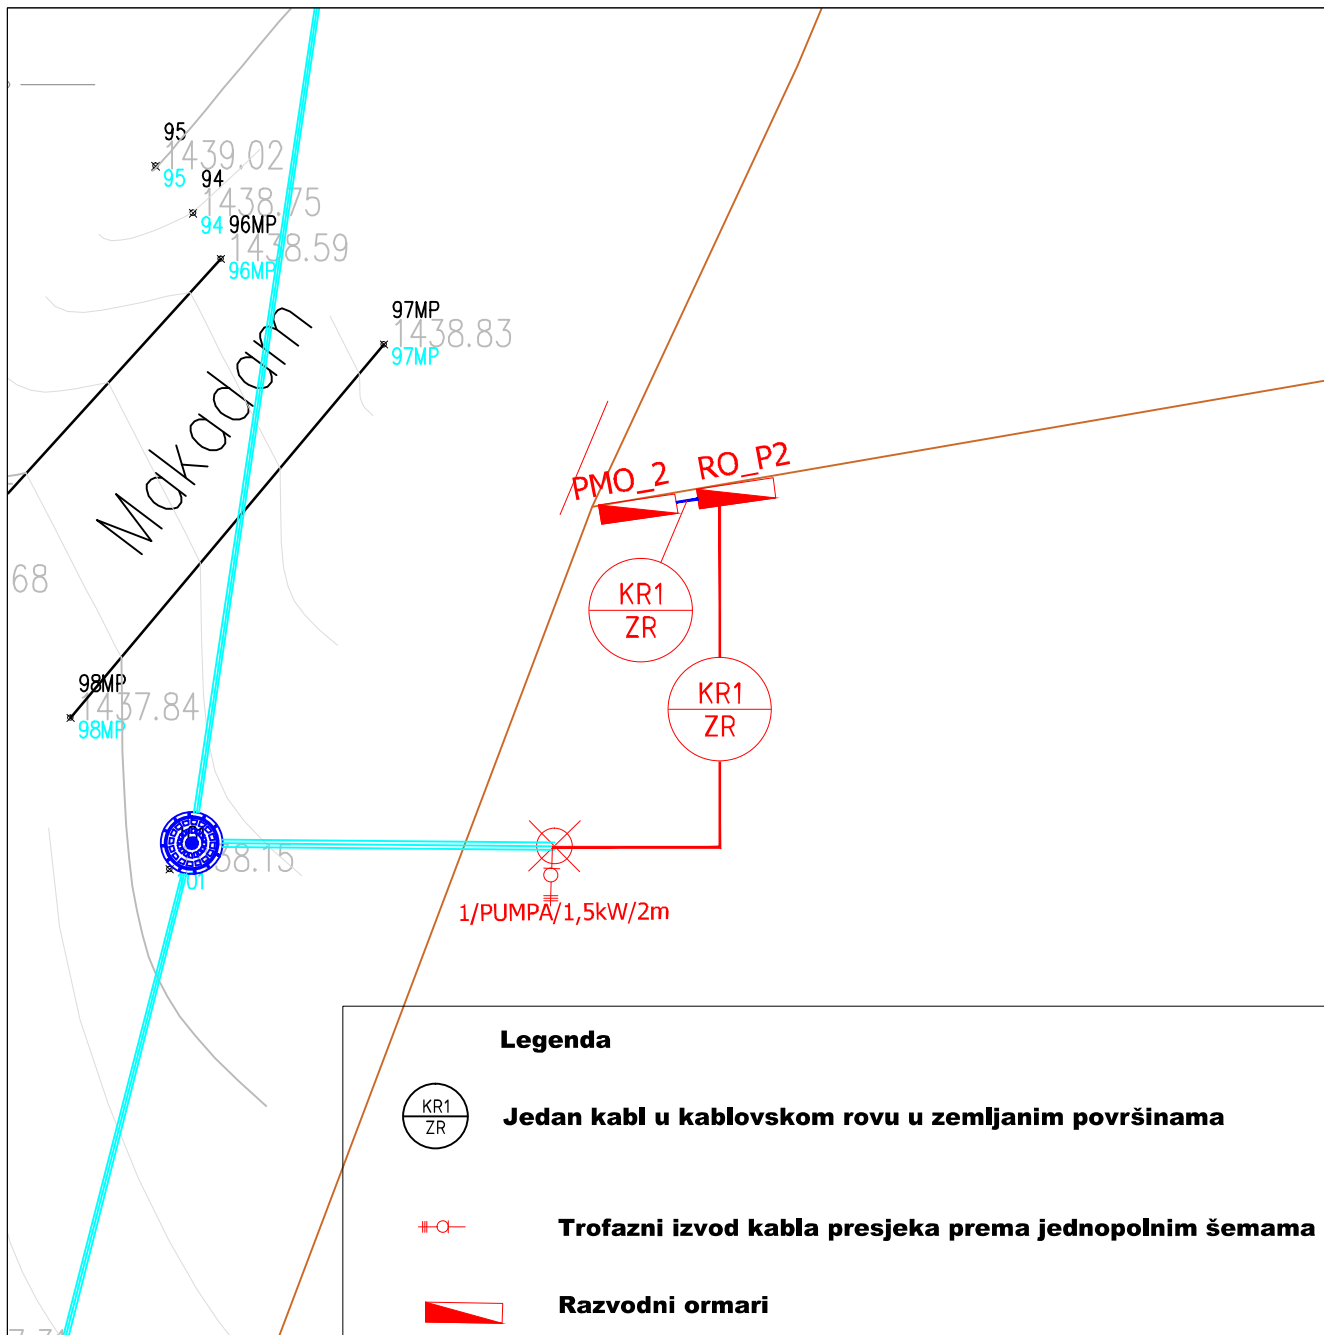 95
1439.02
95
94
1438.75
94
96MP
1438.59
96MP
97MP
1438.83
97MP
Makadam
68
PMO_2
RO_P2
KR1
ZR
KR1
ZR
98MP
1437.84
98MP
38.15
01
1/PUMPA/1,5kW/2m
Legenda
KR1
ZR
Jedan kabl u kablovskom rovu u zemljanim površinama
Trofazni izvod kabla presjeka prema jednopolnim šemama
Razvodni ormari